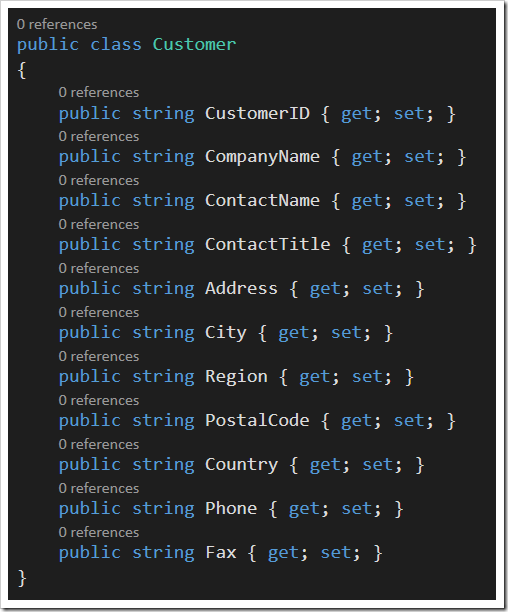 0 references
public class Customer
{
0 references
public string CustomerID { get; set; }
0 references
public string CompanyName { get; set; }
0 references
public string ContactName { get; set; }
0 references
public string ContactTitle { get; set; }
0 references
public string Address { get; set; }
0 references
public string City { get; set; }
0 references
public string Region { get; set; }
0 references
public string PostalCode { get; set; }
0 references
public string Country { get; set; }
0 references
public string Phone { get; set; }
0 references
public string Fax { get; set; }
}